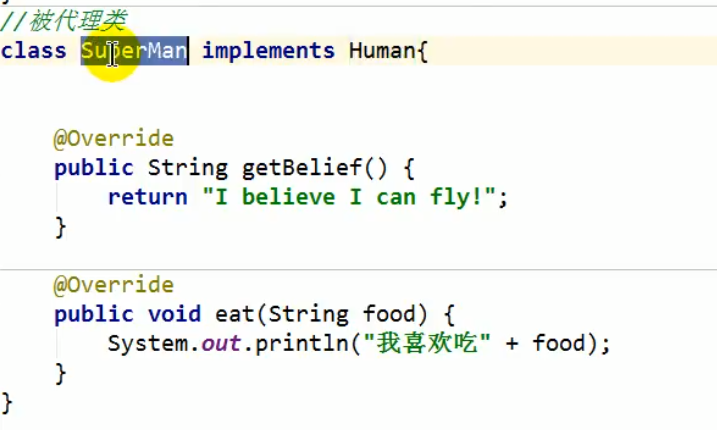 //被代理类
class SuperMan implements Human{
@Override
public String getBelief() {
return "I believe I can fly!";
}
@Override
public void eat(String food) {
System.out.println("我喜欢吃" + food);
}
}